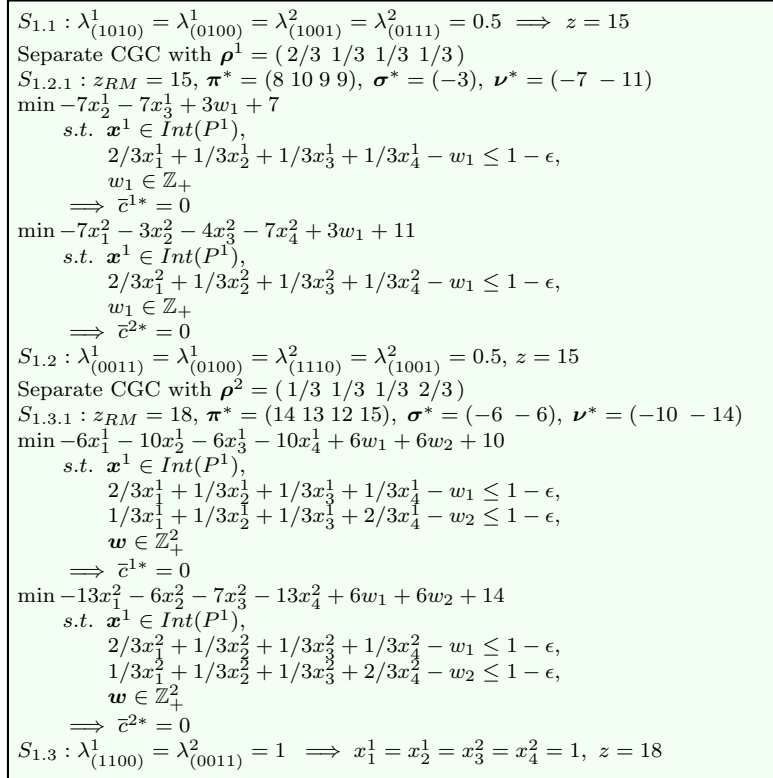 S_{1.1} : λ^1_{(1010)} = λ^1_{(0100)} = λ^2_{(1001)} = λ^2_{(0111)} = 0.5 ⟹ z = 15
Separate CGC with ρ^1 = ( 2/3 1/3 1/3 1/3 )
S_{1.2.1} : z_{RM} = 15, π* = (8 10 9 9), σ* = (−3), ν* = (−7 − 11)
min −7x^1_2 − 7x^1_3 + 3w_1 + 7
s.t. x^1 ∈ Int(P^1),
2/3x^1_1 + 1/3x^1_2 + 1/3x^1_3 + 1/3x^1_4 − w_1 ≤ 1 − ϵ,
w_1 ∈ ℤ_+
⟹ c̅^{1*} = 0
min −7x^2_1 − 3x^2_2 − 4x^2_3 − 7x^2_4 + 3w_1 + 11
s.t. x^1 ∈ Int(P^1),
2/3x^2_1 + 1/3x^2_2 + 1/3x^2_3 + 1/3x^2_4 − w_1 ≤ 1 − ϵ,
w_1 ∈ ℤ_+
⟹ c̅^{2*} = 0
S_{1.2} : λ^1_{(0011)} = λ^1_{(0100)} = λ^2_{(1110)} = λ^2_{(1001)} = 0.5, z = 15
Separate CGC with ρ^2 = ( 1/3 1/3 1/3 2/3 )
S_{1.3.1} : z_{RM} = 18, π* = (14 13 12 15), σ* = (−6 − 6), ν* = (−10 − 14)
min −6x^1_1 − 10x^1_2 − 6x^1_3 − 10x^1_4 + 6w_1 + 6w_2 + 10
s.t. x^1 ∈ Int(P^1),
2/3x^1_1 + 1/3x^1_2 + 1/3x^1_3 + 1/3x^1_4 − w_1 ≤ 1 − ϵ,
1/3x^1_1 + 1/3x^1_2 + 1/3x^1_3 + 2/3x^1_4 − w_2 ≤ 1 − ϵ,
w ∈ ℤ^2_+
⟹ c̅^{1*} = 0
min −13x^2_1 − 6x^2_2 − 7x^2_3 − 13x^2_4 + 6w_1 + 6w_2 + 14
s.t. x^1 ∈ Int(P^1),
2/3x^2_1 + 1/3x^2_2 + 1/3x^2_3 + 1/3x^2_4 − w_1 ≤ 1 − ϵ,
1/3x^2_1 + 1/3x^2_2 + 1/3x^2_3 + 2/3x^2_4 − w_2 ≤ 1 − ϵ,
w ∈ ℤ^2_+
⟹ c̅^{2*} = 0
S_{1.3} : λ^1_{(1100)} = λ^2_{(0011)} = 1 ⟹ x^1_1 = x^1_2 = x^2_3 = x^2_4 = 1, z = 18